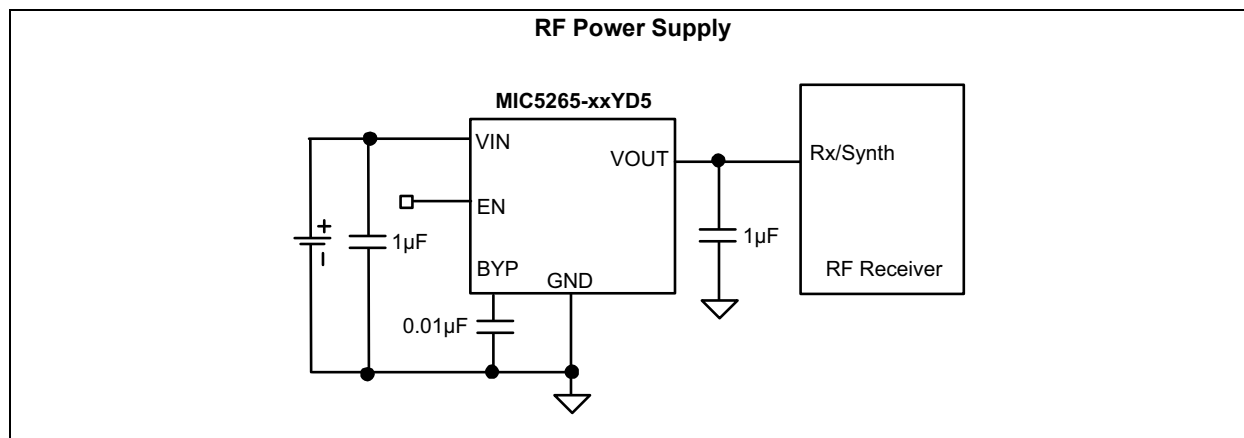 RF Power Supply
MIC5265-xxYD5
VIN
VOUT
Rx/Synth
EN
+
–
1µF
1µF
BYP
GND
RF Receiver
0.01µF